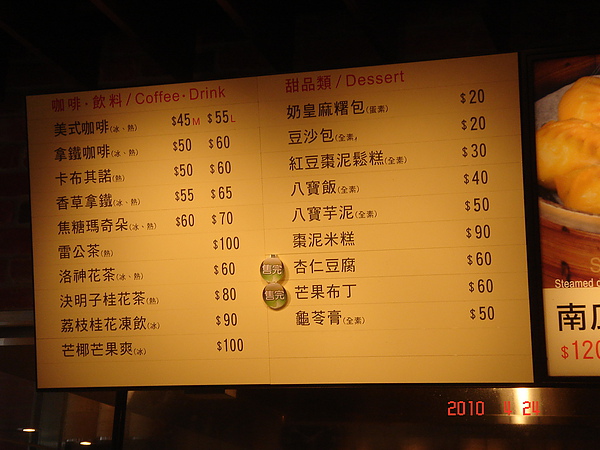 咖啡·飲料/Coffee·Drink
美式咖啡(冰、熱) $45M $55L
拿鐵咖啡(冰、熱) $50 $60
卡布其諾(熱) $50 $60
香草拿鐵(冰、熱) $55 $65
焦糖瑪奇朵(冰、熱) $60 $70
雷公茶(熱) $100
洛神花茶(冰、熱) $60
決明子桂花茶(熱) $80
荔枝桂花凍飲(冰) $90
芒椰芒果爽(冰) $100
甜品類/Dessert
奶皇麻糬包(蛋素) $20
豆沙包(全素) $20
紅豆棗泥鬆糕(全素) $30
八寶飯(全素) $40
八寶芋泥(全素) $50
棗泥米糕 $90
售完 杏仁豆腐 $60
售完 芒果布丁 $60
龜苓膏(全素) $50
Steamed
南
$120
2010 4 24